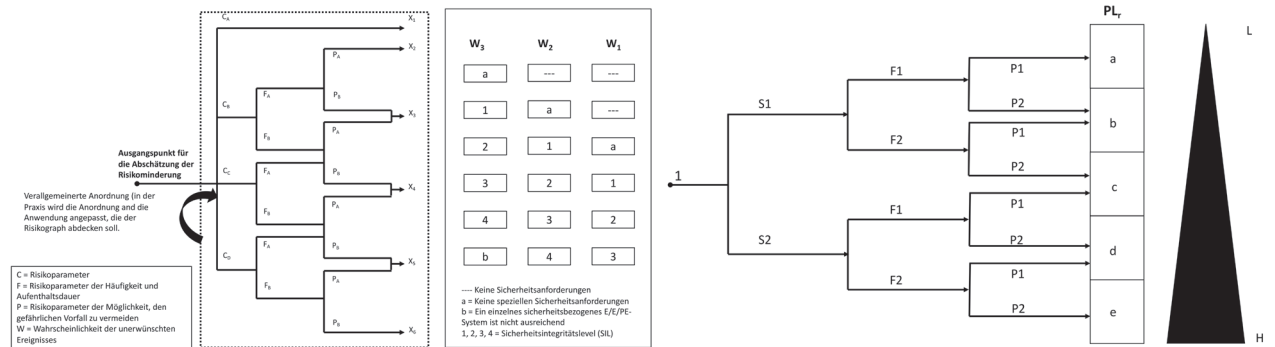 C_A
X_1
X_2
P_A
F_A
P_B
C_B
X_3
P_A
F_B
Ausgangspunkt für
die Abschätzung der
Risikominderung
P_B
C_C
F_A
X_4
P_A
Verallgemeinerte Anordnung (in der
Praxis wird die Anordnung and die
Anwendung angepasst, die der
Risikograph abdecken soll.
F_B
P_B
F_A
X_5
C_D
P_A
F_B
P_B
X_6
C = Risikoparameter
F = Risikoparameter der Häufigkeit und
Aufenthaltsdauer
P = Risikoparameter der Möglichkeit, den
gefährlichen Vorfall zu vermeiden
W = Wahrscheinlichkeit der unerwünschten
Ereignisses
W_3 W_2 W_1
a --- ---
1 a ---
2 1 a
3 2 1
4 3 2
b 4 3
---- Keine Sicherheitsanforderungen
a = Keine speziellen Sicherheitsanforderungen
b = Ein einzelnes sicherheitsbezogenes E/E/PE-
System ist nicht ausreichend
1, 2, 3, 4 = Sicherheitsintegritätslevel (SIL)
PL_r
L
P1
a
F1
P2
S1
b
P1
F2
P2
1
c
P1
F1
P2
S2
d
P1
F2
P2
e
H